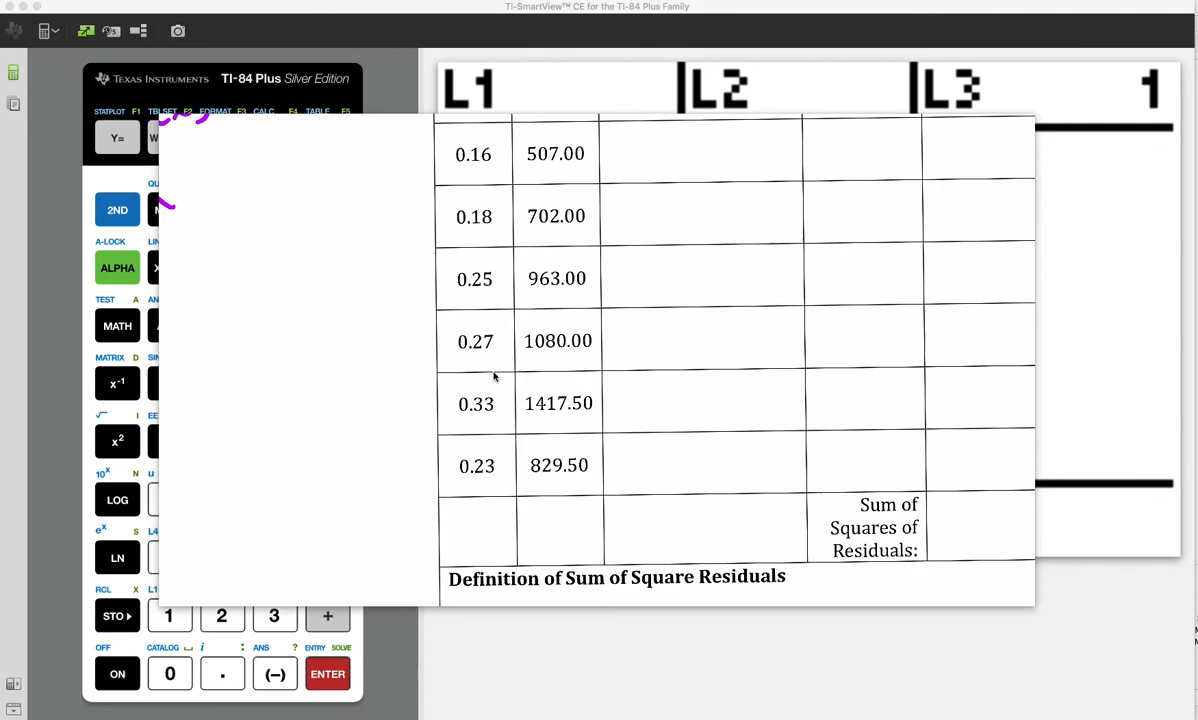 TI-SmartView™ CE for the TI-84 Plus Family
TEXAS INSTRUMENTS TI-84 Plus Silver Edition
STATPLOT F1 TBLSET F2 FORMAT F3 CALC F4 TABLE F5
Y=
L1 L2 L3 1
0.16 507.00
2ND
0.18 702.00
A-LOCK
ALPHA
0.25 963.00
TEST A
MATH
0.27 1080.00
MATRIX D
x-1
0.33 1417.50
√ I
x2
0.23 829.50
10x N u
LOG
Sum of
Squares of
Residuals:
ex S L4
LN
Definition of Sum of Square Residuals
RCL X L1
STO 1 2 3 +
OFF CATALOG i : ANS ? ENTRY SOLVE
ON 0 . (–) ENTER